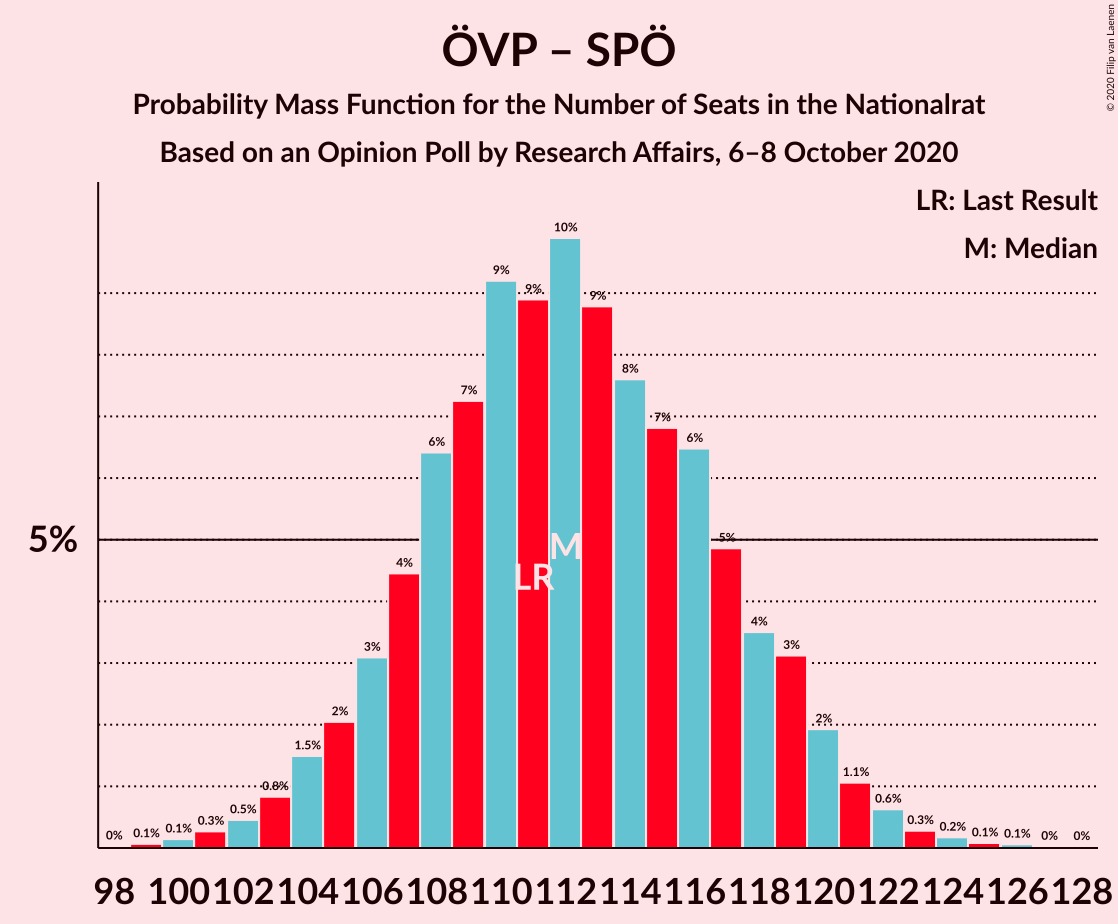 ÖVP – SPÖ
Probability Mass Function for the Number of Seats in the Nationalrat
Based on an Opinion Poll by Research Affairs, 6–8 October 2020
© 2020 Filip van Laenen
LR: Last Result
M: Median
5%
0% 0.1% 0.1% 0.3% 0.5% 0.8% 1.5% 2% 3% 4% 6% 7% 9% 9% 10% 9% 8% 7% 6% 5% 4% 3% 2% 1.1% 0.6% 0.3% 0.2% 0.1% 0.1% 0% 0%
M
LR
98 100 102 104 106 108 110 112 114 116 118 120 122 124 126 128